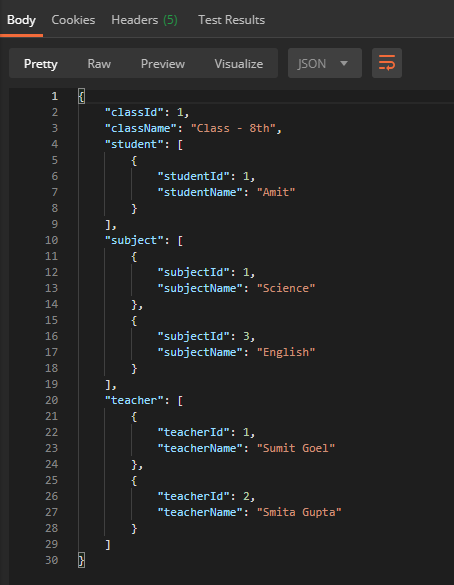 Body Cookies Headers (5) Test Results
Pretty Raw Preview Visualize JSON
1 {
2     "classId": 1,
3     "className": "Class - 8th",
4     "student": [
5         {
6             "studentId": 1,
7             "studentName": "Amit"
8         }
9     ],
10     "subject": [
11         {
12             "subjectId": 1,
13             "subjectName": "Science"
14         },
15         {
16             "subjectId": 3,
17             "subjectName": "English"
18         }
19     ],
20     "teacher": [
21         {
22             "teacherId": 1,
23             "teacherName": "Sumit Goel"
24         },
25         {
26             "teacherId": 2,
27             "teacherName": "Smita Gupta"
28         }
29     ]
30 }